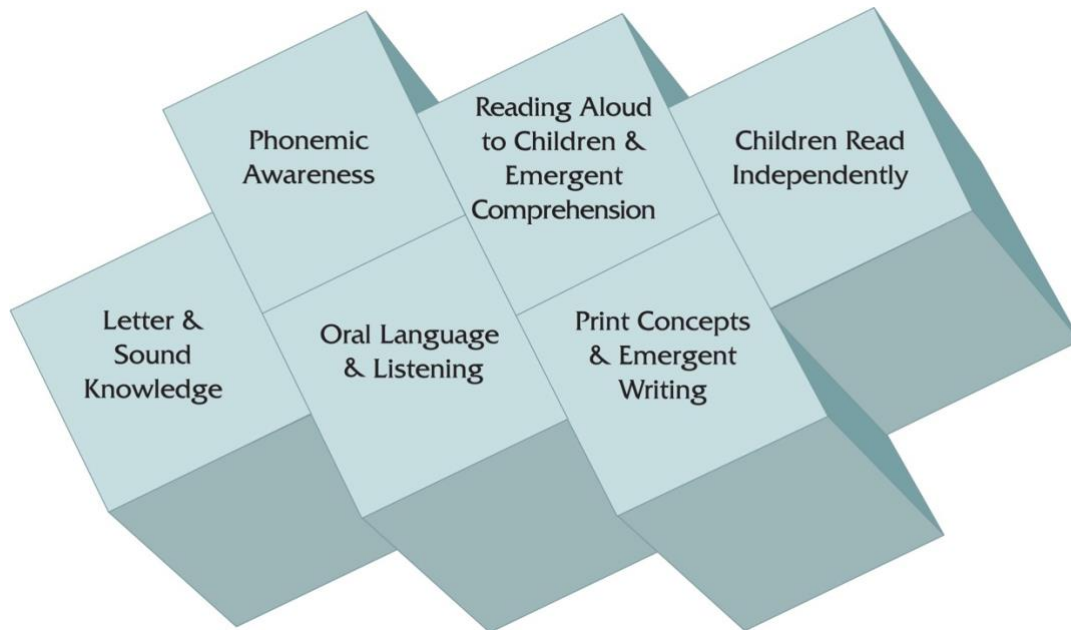 Phonemic
Awareness
Reading Aloud
to Children &
Emergent
Comprehension
Children Read
Independently
Letter &
Sound
Knowledge
Oral Language
& Listening
Print Concepts
& Emergent
Writing